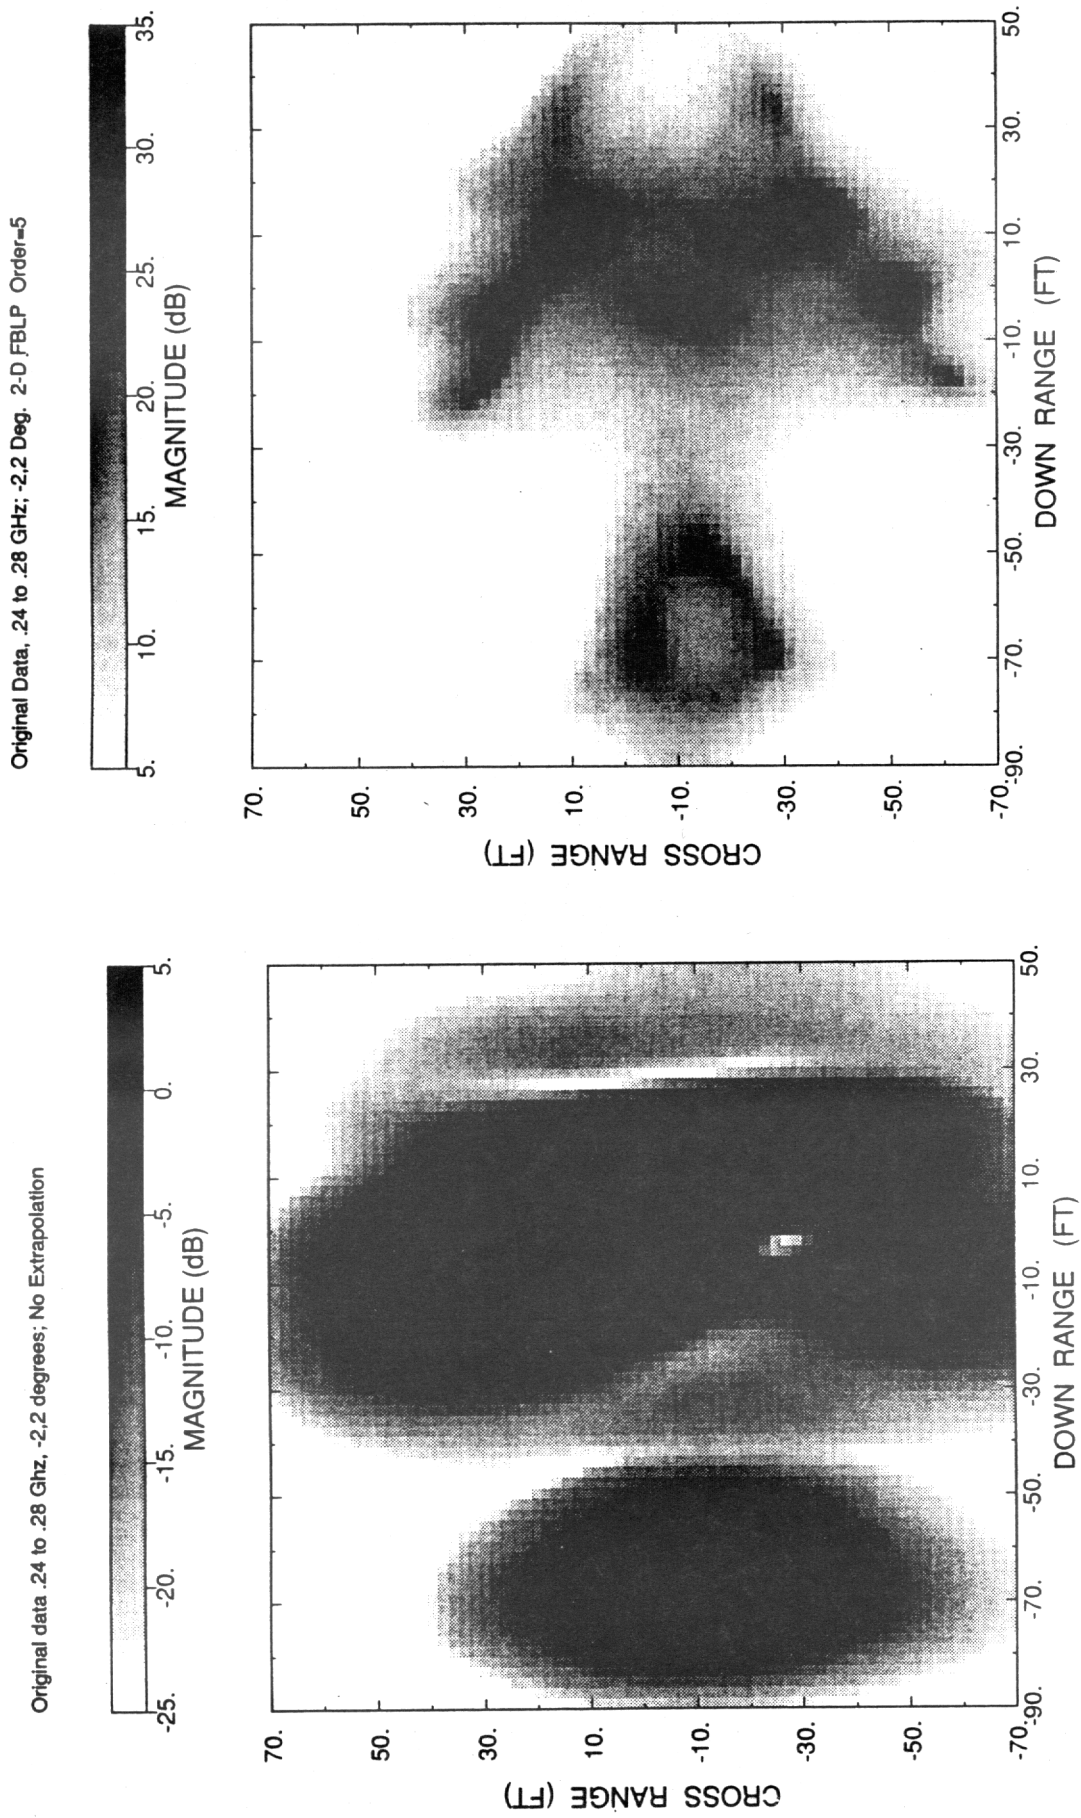 Original data .24 to .28 Ghz, -2,2 degrees; No Extrapolation
-25. -20. -15. -10. -5. 0. 5.
MAGNITUDE (dB)
70.
50.
30.
10.
-10.
-30.
-50.
-70.
CROSS RANGE (FT)
-90. -70. -50. -30. -10. 10. 30. 50.
DOWN RANGE (FT)
Original Data, .24 to .28 GHz; -2,2 Deg. 2-D FBLP Order=5
5. 10. 15. 20. 25. 30. 35.
MAGNITUDE (dB)
70.
50.
30.
10.
-10.
-30.
-50.
-70.
CROSS RANGE (FT)
-90. -70. -50. -30. -10. 10. 30. 50.
DOWN RANGE (FT)